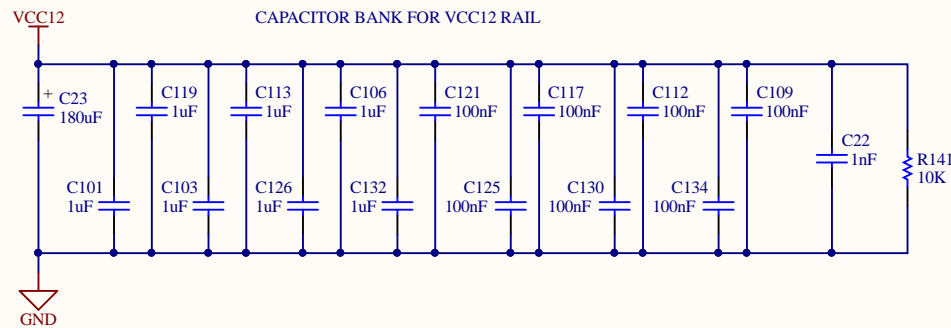 VCC12
CAPACITOR BANK FOR VCC12 RAIL
+
C23
180uF
C119
1uF
C113
1uF
C106
1uF
C121
100nF
C117
100nF
C112
100nF
C109
100nF
C22
1nF
R141
10K
C101
1uF
C103
1uF
C126
1uF
C132
1uF
C125
100nF
C130
100nF
C134
100nF
GND